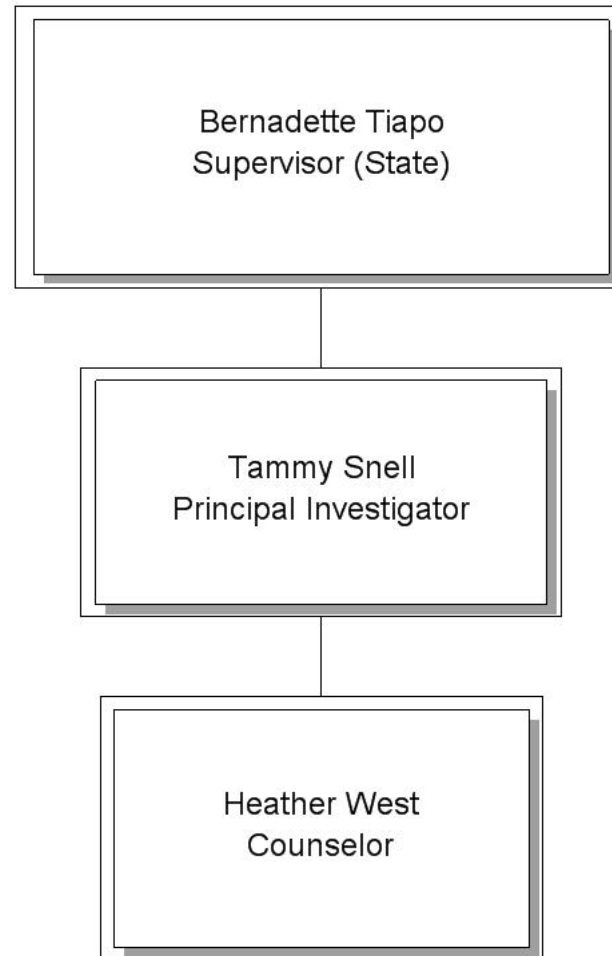 Bernadette Tiapo
Supervisor (State)
Tammy Snell
Principal Investigator
Heather West
Counselor